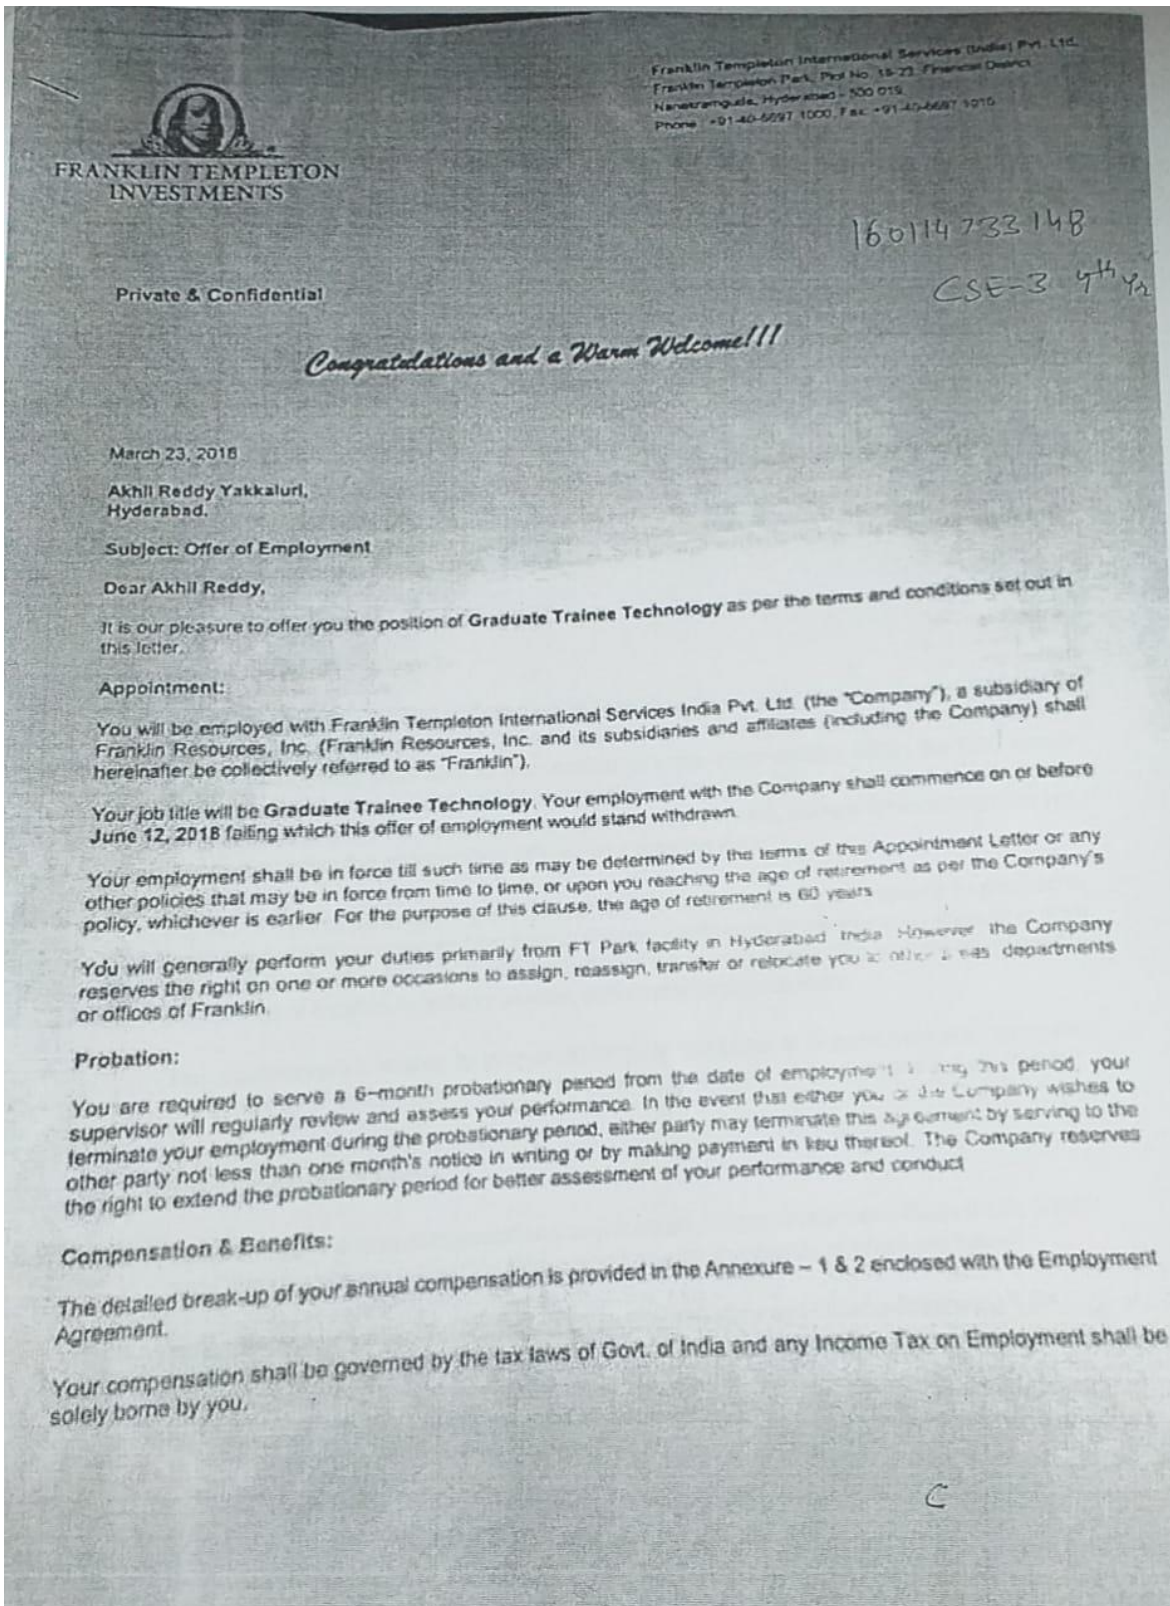 Franklin Templeton International Services (India) Pvt. Ltd.
Franklin Templeton Park, Plot No. 18-23, Financial District
Nanakramguda, Hyderabad - 500 019,
Phone : +91-40-6697 1000, Fax +91-40-6697 1010
FRANKLIN TEMPLETON
INVESTMENTS
160114733148
CSE-3 4th Yr
Private & Confidential
Congratulations and a Warm Welcome!!!
March 23, 2018
Akhil Reddy Yakkaluri,
Hyderabad.
Subject: Offer of Employment
Dear Akhil Reddy,
It is our pleasure to offer you the position of Graduate Trainee Technology as per the terms and conditions set out in
this letter.
Appointment:
You will be employed with Franklin Templeton International Services India Pvt. Ltd. (the "Company"), a subsidiary of
Franklin Resources, Inc. (Franklin Resources, Inc. and its subsidiaries and affiliates (including the Company) shall
hereinafter be collectively referred to as "Franklin").
Your job title will be Graduate Trainee Technology. Your employment with the Company shall commence on or before
June 12, 2018 failing which this offer of employment would stand withdrawn.
Your employment shall be in force till such time as may be determined by the terms of this Appointment Letter or any
other policies that may be in force from time to time, or upon you reaching the age of retirement as per the Company's
policy, whichever is earlier. For the purpose of this clause, the age of retirement is 60 years
You will generally perform your duties primarily from FT Park facility in Hyderabad India However the Company
reserves the right on one or more occasions to assign, reassign, transfer or relocate you departments
or offices of Franklin.
Probation:
You are required to serve a 6-month probationary period from the date of employment period, your
supervisor will regularly review and assess your performance. In the event that either you or the Company wishes to
terminate your employment during the probationary period, either party may terminate this agreement by serving to the
other party not less than one month's notice in writing or by making payment in lieu thereof. The Company reserves
the right to extend the probationary period for better assessment of your performance and conduct
Compensation & Benefits:
The detailed break-up of your annual compensation is provided in the Annexure – 1 & 2 enclosed with the Employment
Agreement.
Your compensation shall be governed by the tax laws of Govt. of India and any Income Tax on Employment shall be
solely borne by you.